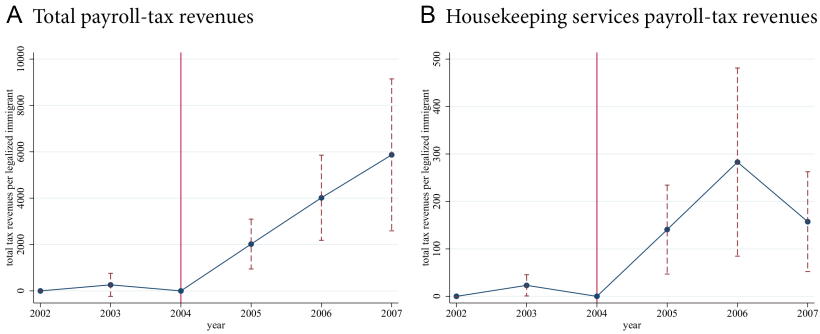 A Total payroll-tax revenues
total tax revenues per legalized immigrant
10000
8000
6000
4000
2000
0
2002 2003 2004 2005 2006 2007
year
B Housekeeping services payroll-tax revenues
total tax revenues per legalized immigrant
500
400
300
200
100
0
2002 2003 2004 2005 2006 2007
year